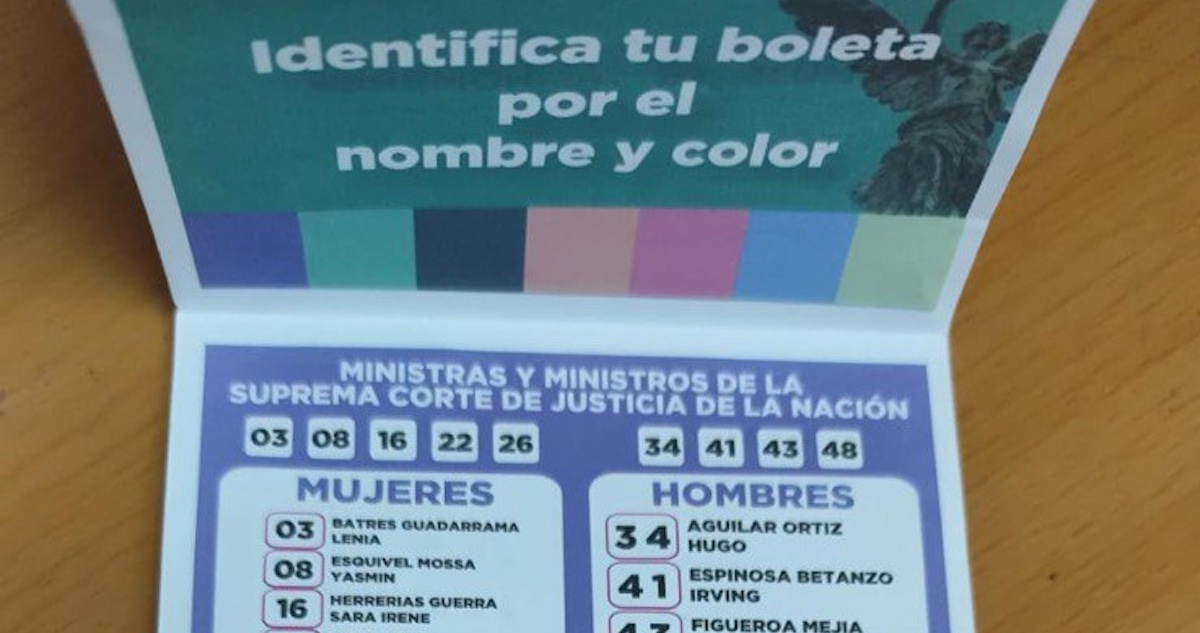 Identifica tu boleta
por el
nombre y color
MINISTRAS Y MINISTROS DE LA
SUPREMA CORTE DE JUSTICIA DE LA NACIÓN
03 08 16 22 26
34 41 43 48
MUJERES
03 BATRES GUADARRAMA
LENIA
08 ESQUIVEL MOSSA
YASMIN
16 HERRERIAS GUERRA
SARA IRENE
HOMBRES
34 AGUILAR ORTIZ
HUGO
41 ESPINOSA BETANZO
IRVING
43 FIGUEROA MEJIA